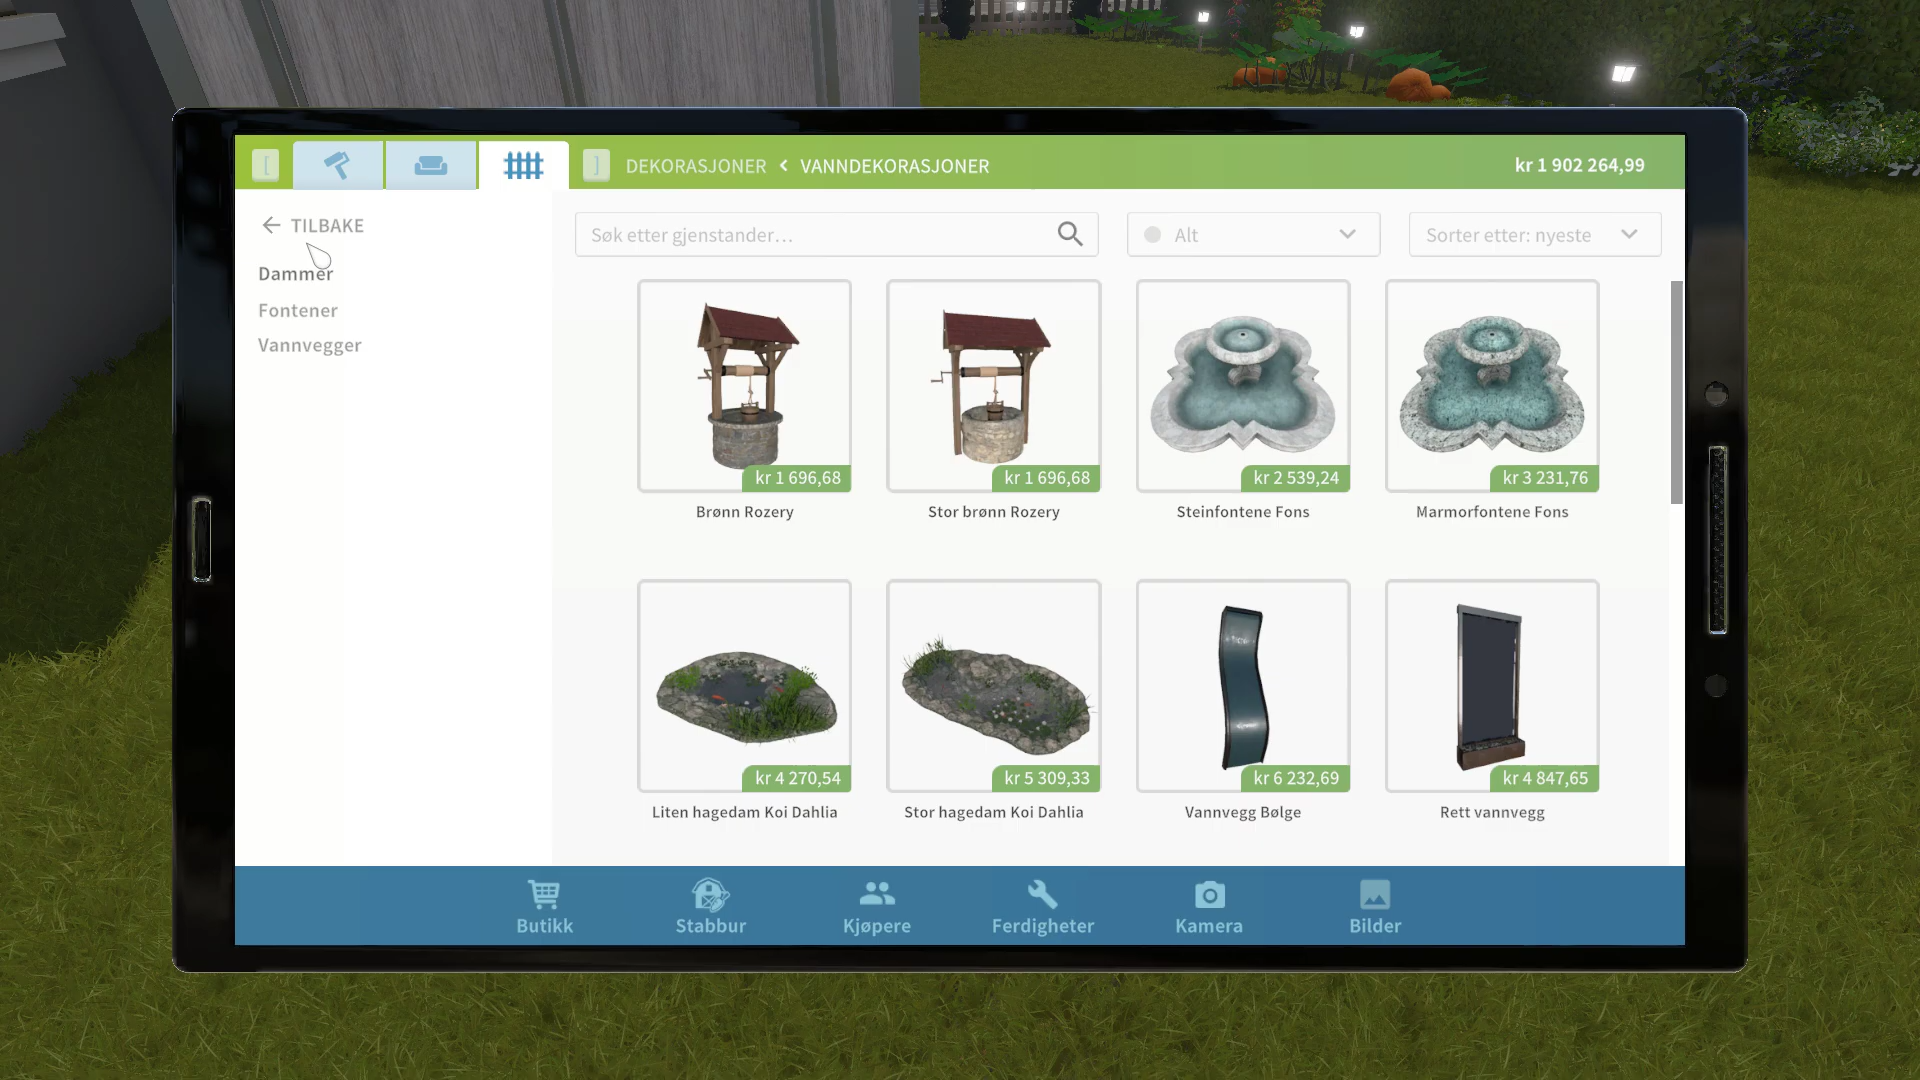 [
]
DEKORASJONER < VANNDEKORASJONER
kr 1 902 264,99
← TILBAKE
Dammer
Fontener
Vannvegger
Søk etter gjenstander...
Alt
Sorter etter: nyeste
kr 1 696,68
kr 1 696,68
kr 2 539,24
kr 3 231,76
Brønn Rozery
Stor brønn Rozery
Steinfontene Fons
Marmorfontene Fons
kr 4 270,54
kr 5 309,33
kr 6 232,69
kr 4 847,65
Liten hagedam Koi Dahlia
Stor hagedam Koi Dahlia
Vannvegg Bølge
Rett vannvegg
Butikk
Stabbur
Kjøpere
Ferdigheter
Kamera
Bilder